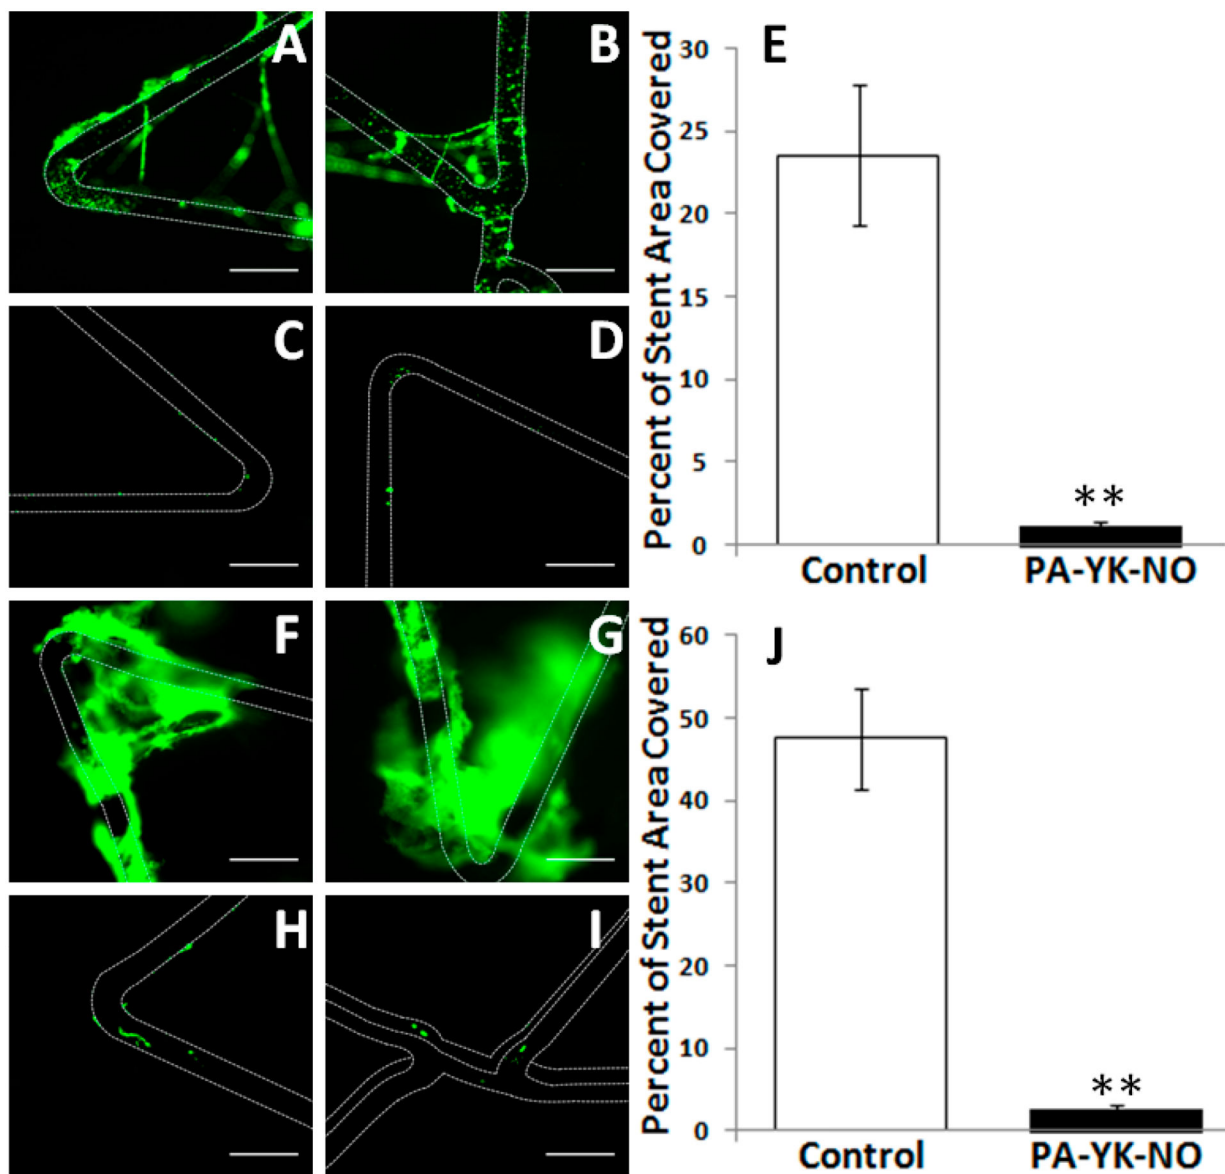 A
B
C
D
E
30
25
20
15
10
5
0
Percent of Stent Area Covered
**
Control
PA-YK-NO
F
G
H
I
J
60
50
40
30
20
10
0
Percent of Stent Area Covered
**
Control
PA-YK-NO